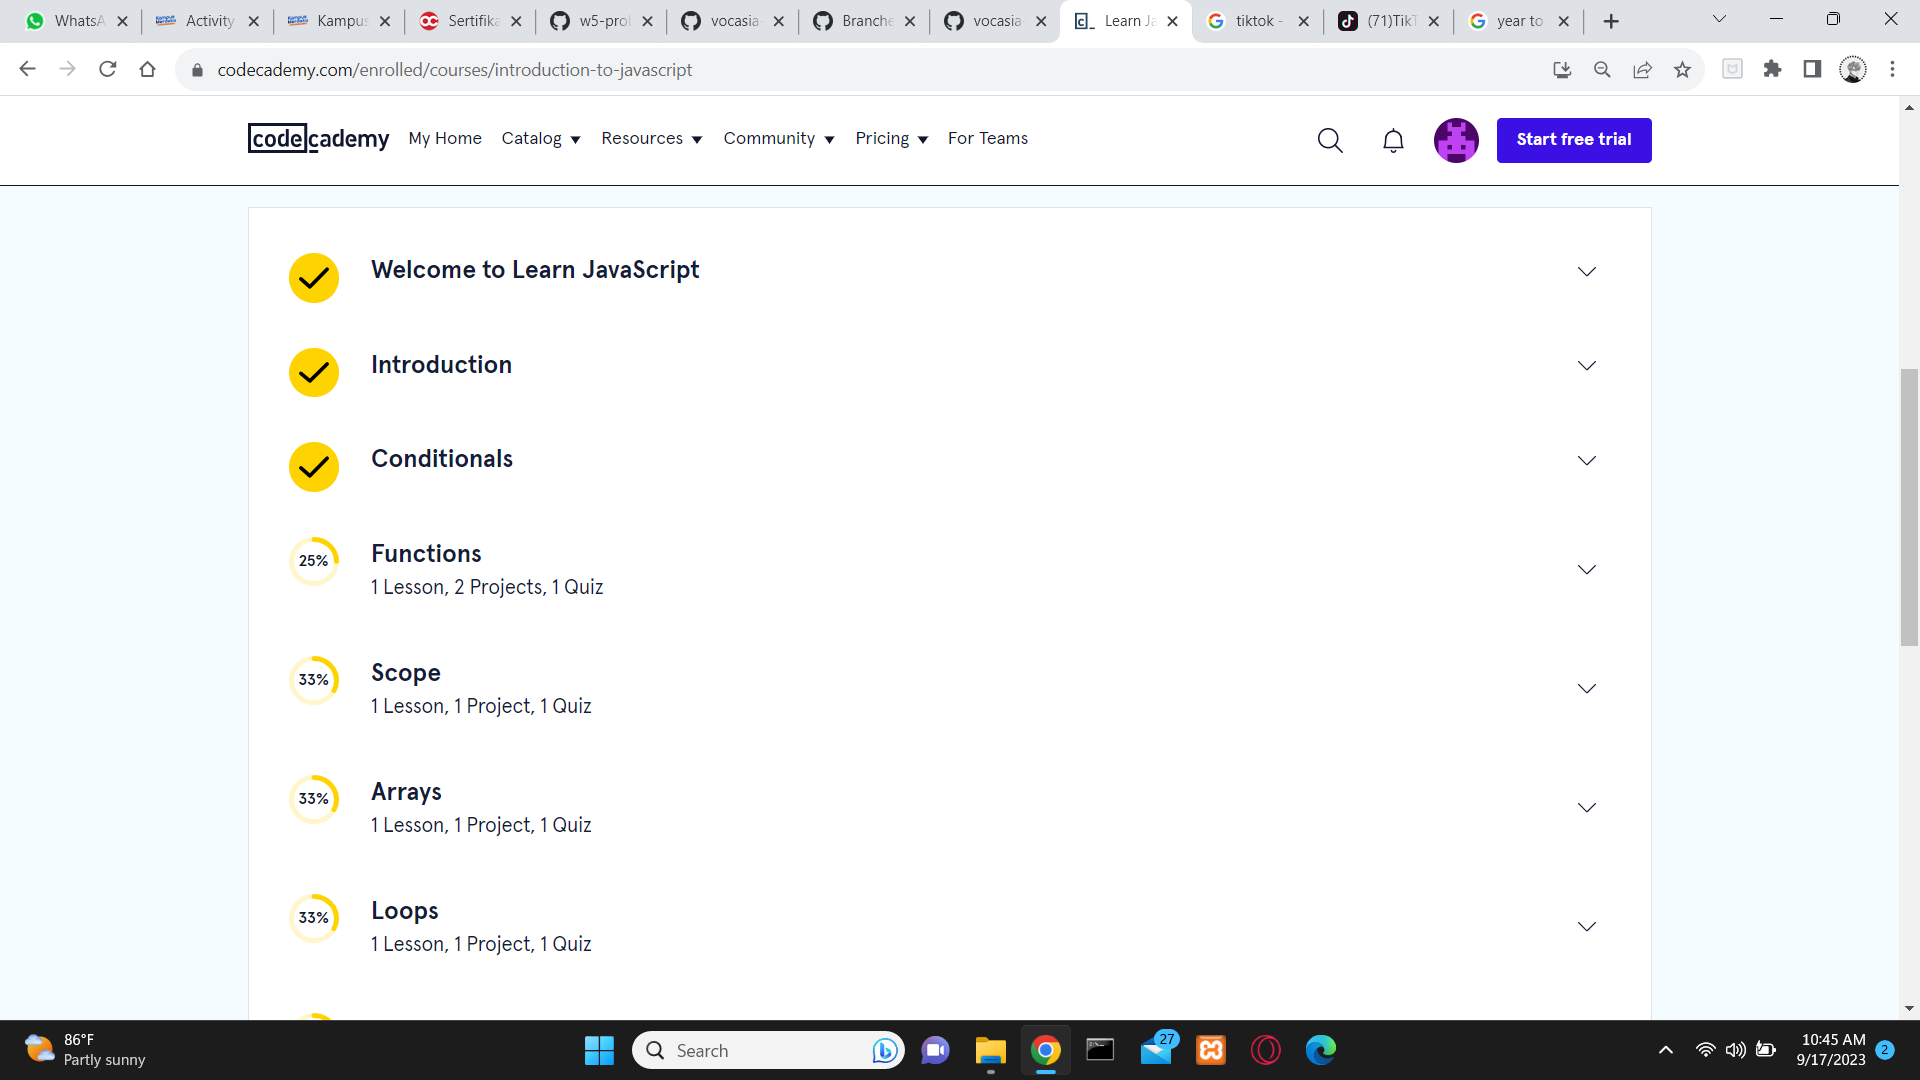 WhatsA
Activity
Kampus
Sertifika
w5-prol
vocasia-
Branche
vocasia-
Learn Ja
tiktok -
(71)TikT
year to
codecademy.com/enrolled/courses/introduction-to-javascript
codecademy My Home Catalog Resources Community Pricing For Teams Start free trial
Welcome to Learn JavaScript
Introduction
Conditionals
25% Functions
1 Lesson, 2 Projects, 1 Quiz
33% Scope
1 Lesson, 1 Project, 1 Quiz
33% Arrays
1 Lesson, 1 Project, 1 Quiz
33% Loops
1 Lesson, 1 Project, 1 Quiz
86°F
Partly sunny
Search
27
10:45 AM
9/17/2023
2